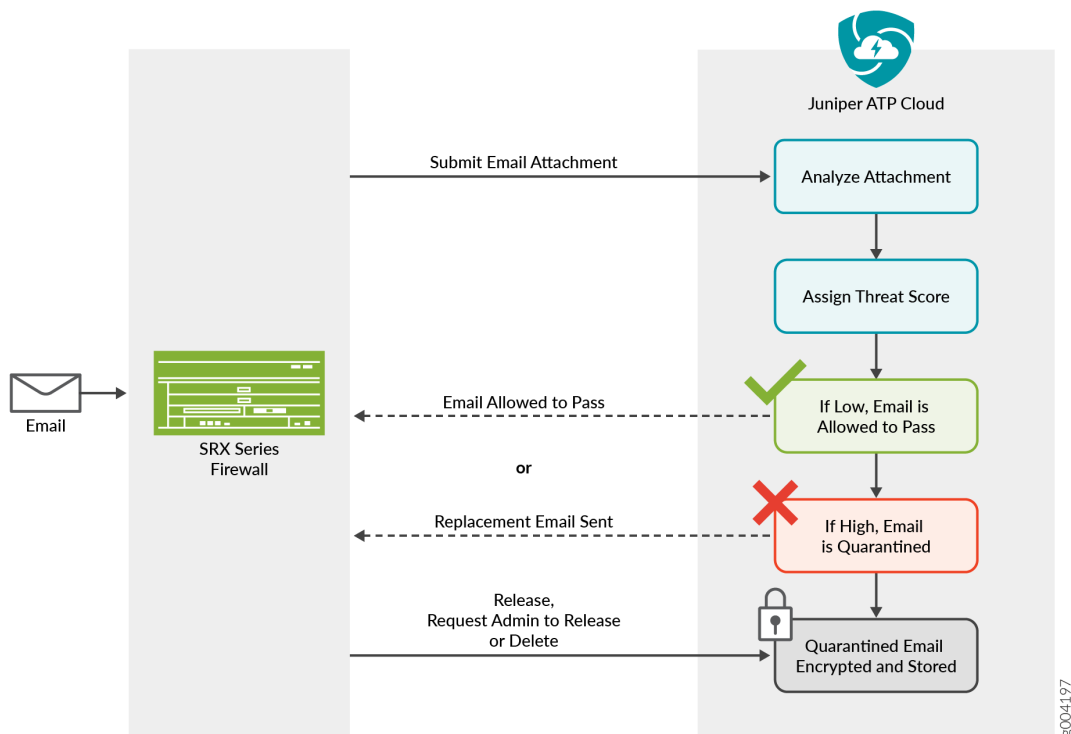 Juniper ATP Cloud
Submit Email Attachment
Analyze Attachment
Assign Threat Score
Email
SRX Series
Firewall
Email Allowed to Pass
If Low, Email is
Allowed to Pass
or
Replacement Email Sent
If High, Email
is Quarantined
Release,
Request Admin to Release
or Delete
Quarantined Email
Encrypted and Stored
g004197